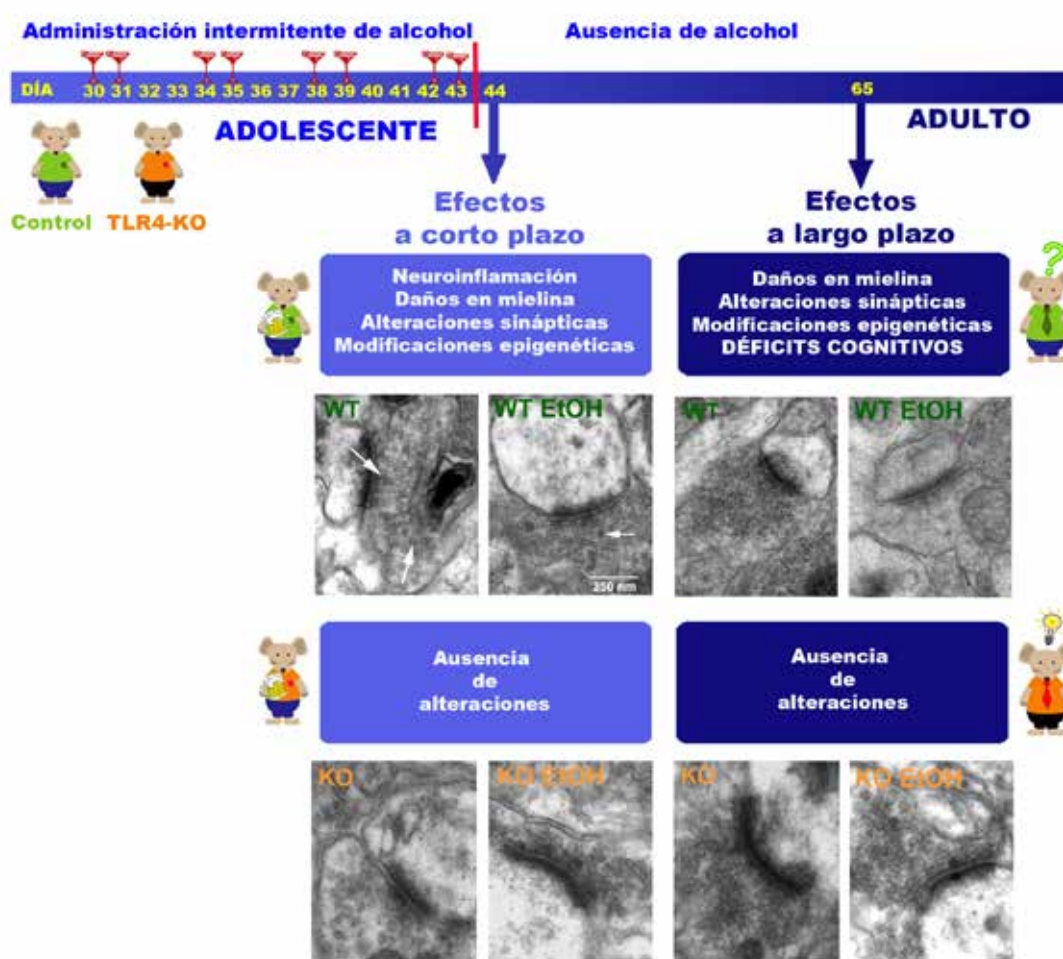 Administración intermitente de alcohol
Ausencia de alcohol
DÍA 30 31 32 33 34 35 36 37 38 39 40 41 42 43 44 65
ADOLESCENTE
ADULTO
Control TLR4-KO
Efectos
a corto plazo
Efectos
a largo plazo
Neuroinflamación
Daños en mielina
Alteraciones sinápticas
Modificaciones epigenéticas
Daños en mielina
Alteraciones sinápticas
Modificaciones epigenéticas
DÉFICITS COGNITIVOS
?
WT
WT EtOH
250 nm
WT
WT EtOH
Ausencia
de
alteraciones
Ausencia
de
alteraciones
KO
KO EtOH
KO
KO EtOH